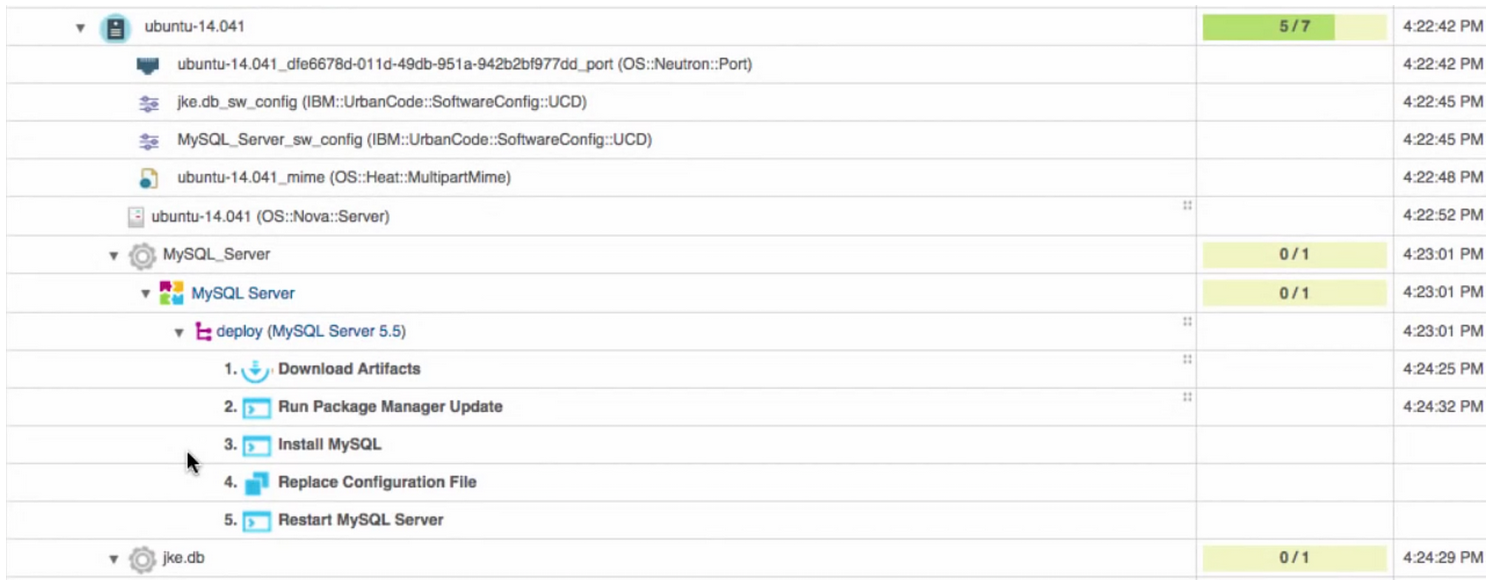 ubuntu-14.041 5 / 7 4:22:42 PM
ubuntu-14.041_dfe6678d-011d-49db-951a-942b2bf977dd_port (OS::Neutron::Port) 4:22:42 PM
jke.db_sw_config (IBM::UrbanCode::SoftwareConfig::UCD) 4:22:45 PM
MySQL_Server_sw_config (IBM::UrbanCode::SoftwareConfig::UCD) 4:22:45 PM
ubuntu-14.041_mime (OS::Heat::MultipartMime) 4:22:48 PM
ubuntu-14.041 (OS::Nova::Server) 4:22:52 PM
MySQL_Server 0 / 1 4:23:01 PM
MySQL Server 0 / 1 4:23:01 PM
deploy (MySQL Server 5.5) 4:23:01 PM
1. Download Artifacts 4:24:25 PM
2. Run Package Manager Update 4:24:32 PM
3. Install MySQL
4. Replace Configuration File
5. Restart MySQL Server
jke.db 0 / 1 4:24:29 PM